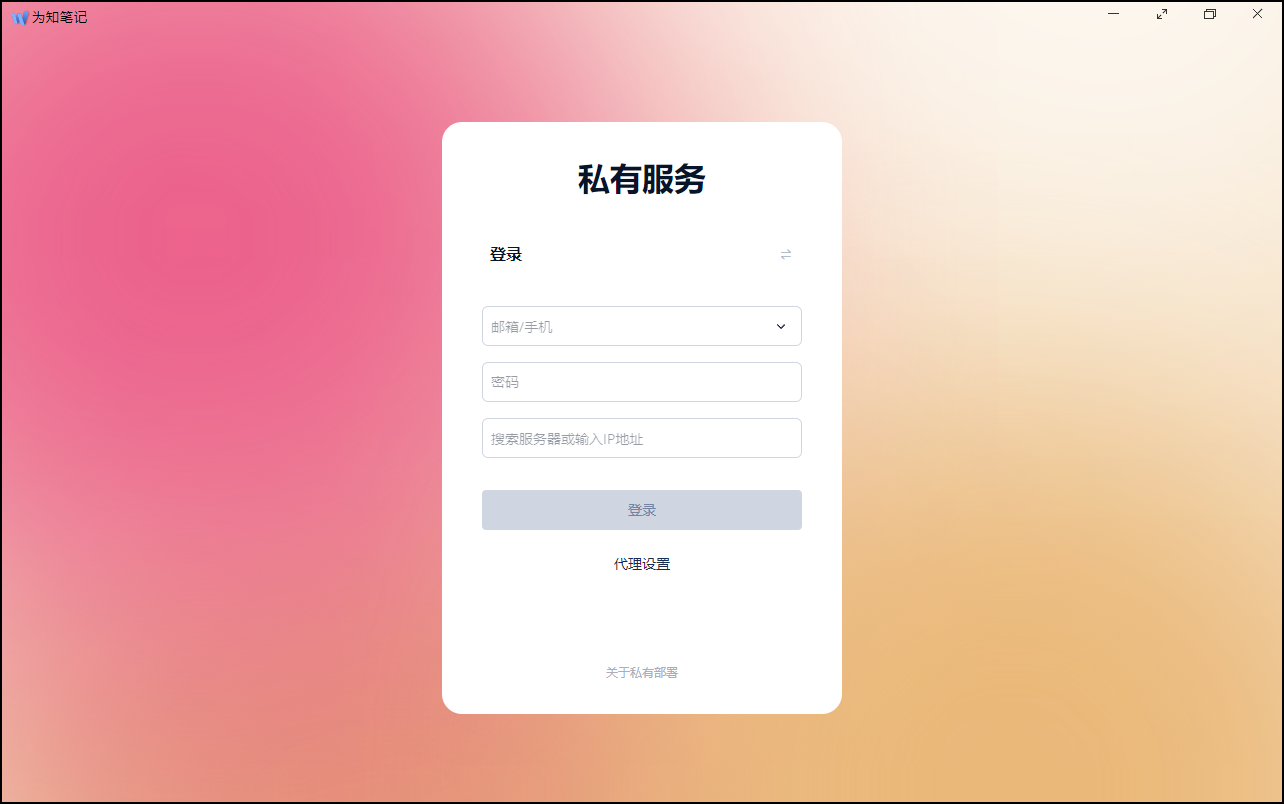 为知笔记
私有服务
登录
邮箱/手机
密码
搜索服务器或输入IP地址
登录
代理设置
关于私有部署